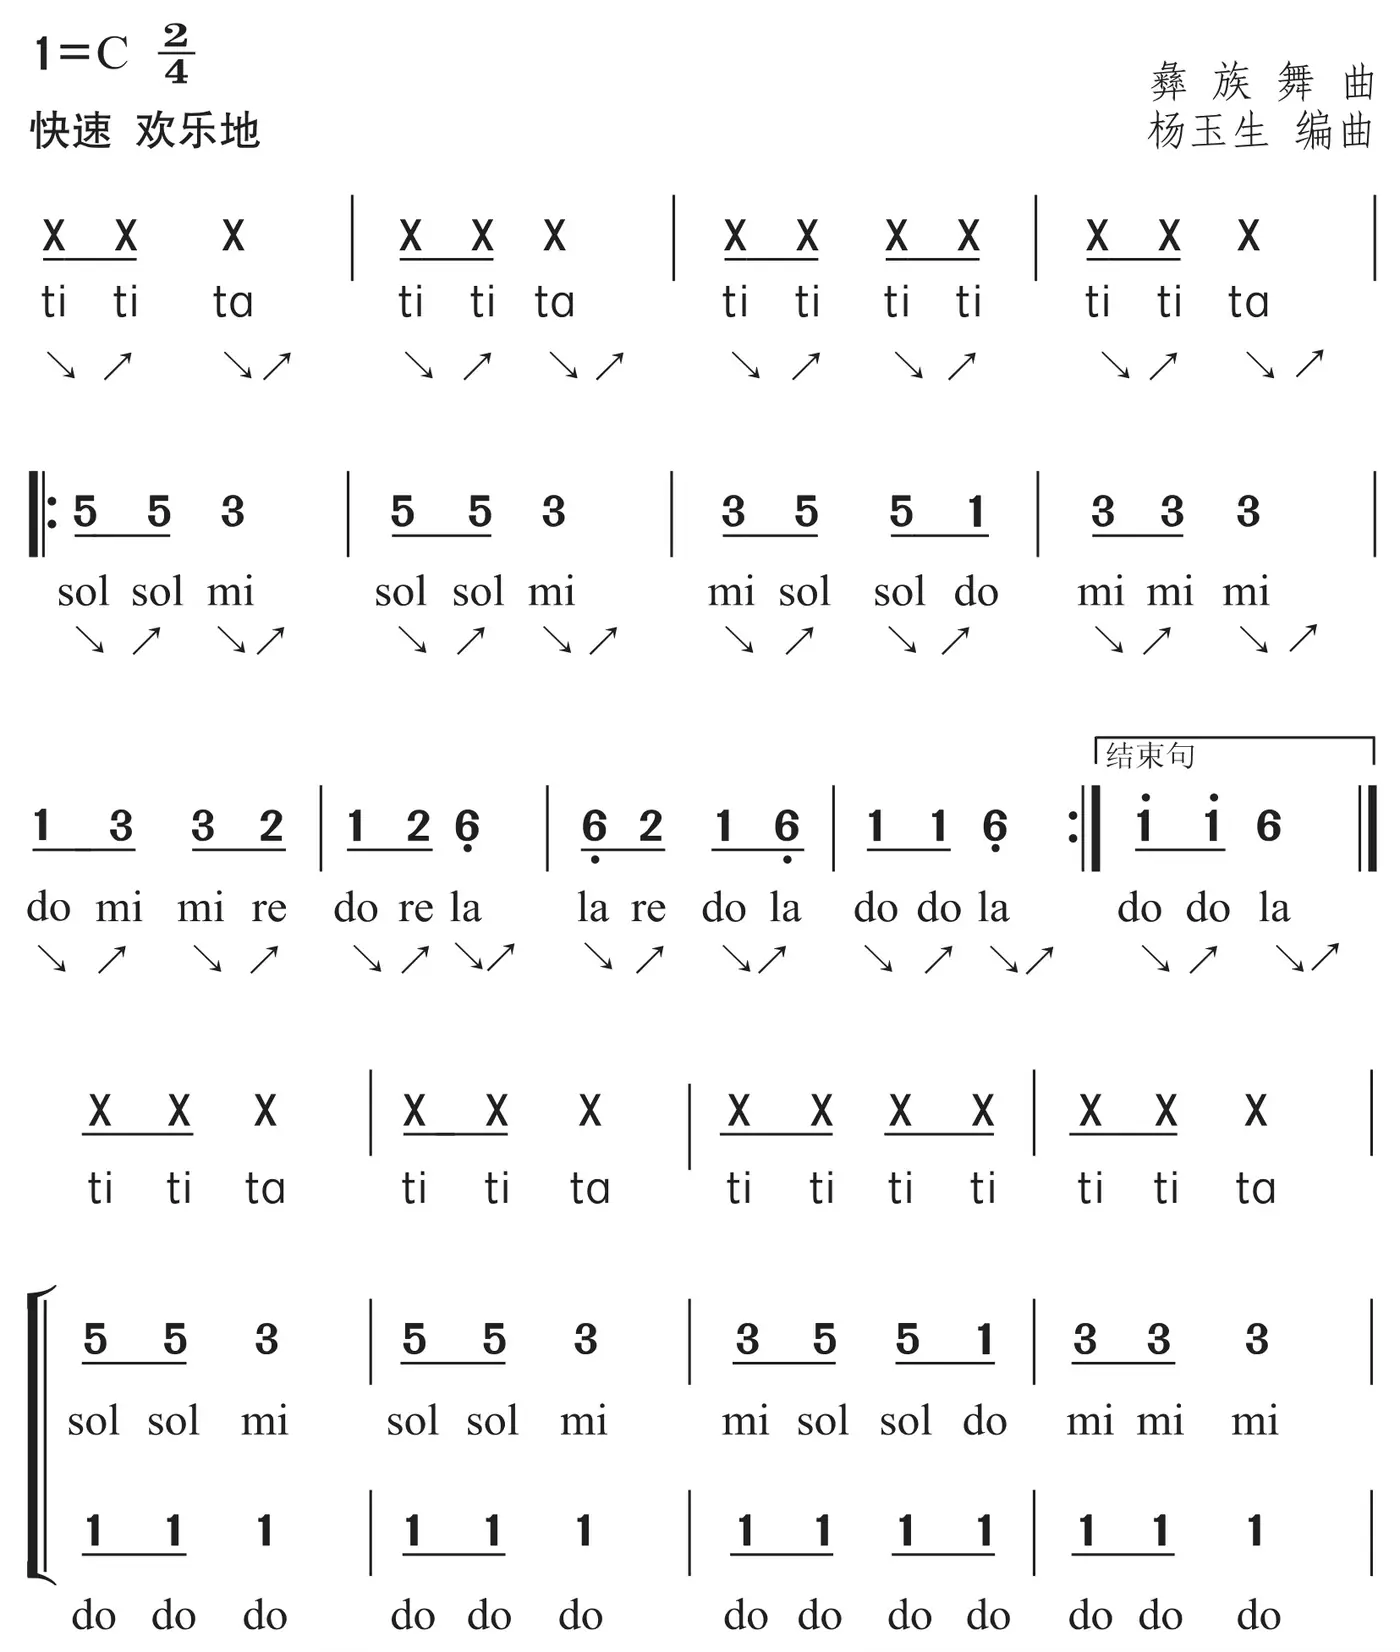 1=C 2/4
彝族舞曲
快速 欢乐地
杨玉生 编曲
X X X | X X X | X X X X | X X X |
ti ti ta ti ti ta ti ti ti ti ti ti ta
↘ ↗ ↘ ↗ ↘ ↗ ↘ ↗ ↘ ↗ ↘ ↗ ↘ ↗ ↘ ↗
‖: 5 5 3 | 5 5 3 | 3 5 5 1 | 3 3 3 |
sol sol mi sol sol mi mi sol sol do mi mi mi
↘ ↗ ↘ ↗ ↘ ↗ ↘ ↗ ↘ ↗ ↘ ↗ ↘ ↗ ↘ ↗
结束句
1 3 3 2 | 1 2 6̣ | 6̣ 2 1 6̣ | 1 1 6̣ :‖ 1̇ 1̇ 6 ‖
do mi mi re do re la la re do la do do la do do la
↘ ↗ ↘ ↗ ↘ ↗ ↘ ↗ ↘ ↗ ↘ ↗ ↘ ↗ ↘ ↗ ↘ ↗ ↘ ↗
X X X | X X X | X X X X | X X X |
ti ti ta ti ti ta ti ti ti ti ti ti ta
5 5 3 | 5 5 3 | 3 5 5 1 | 3 3 3 |
sol sol mi sol sol mi mi sol sol do mi mi mi
1 1 1 | 1 1 1 | 1 1 1 1 | 1 1 1 |
do do do do do do do do do do do do do